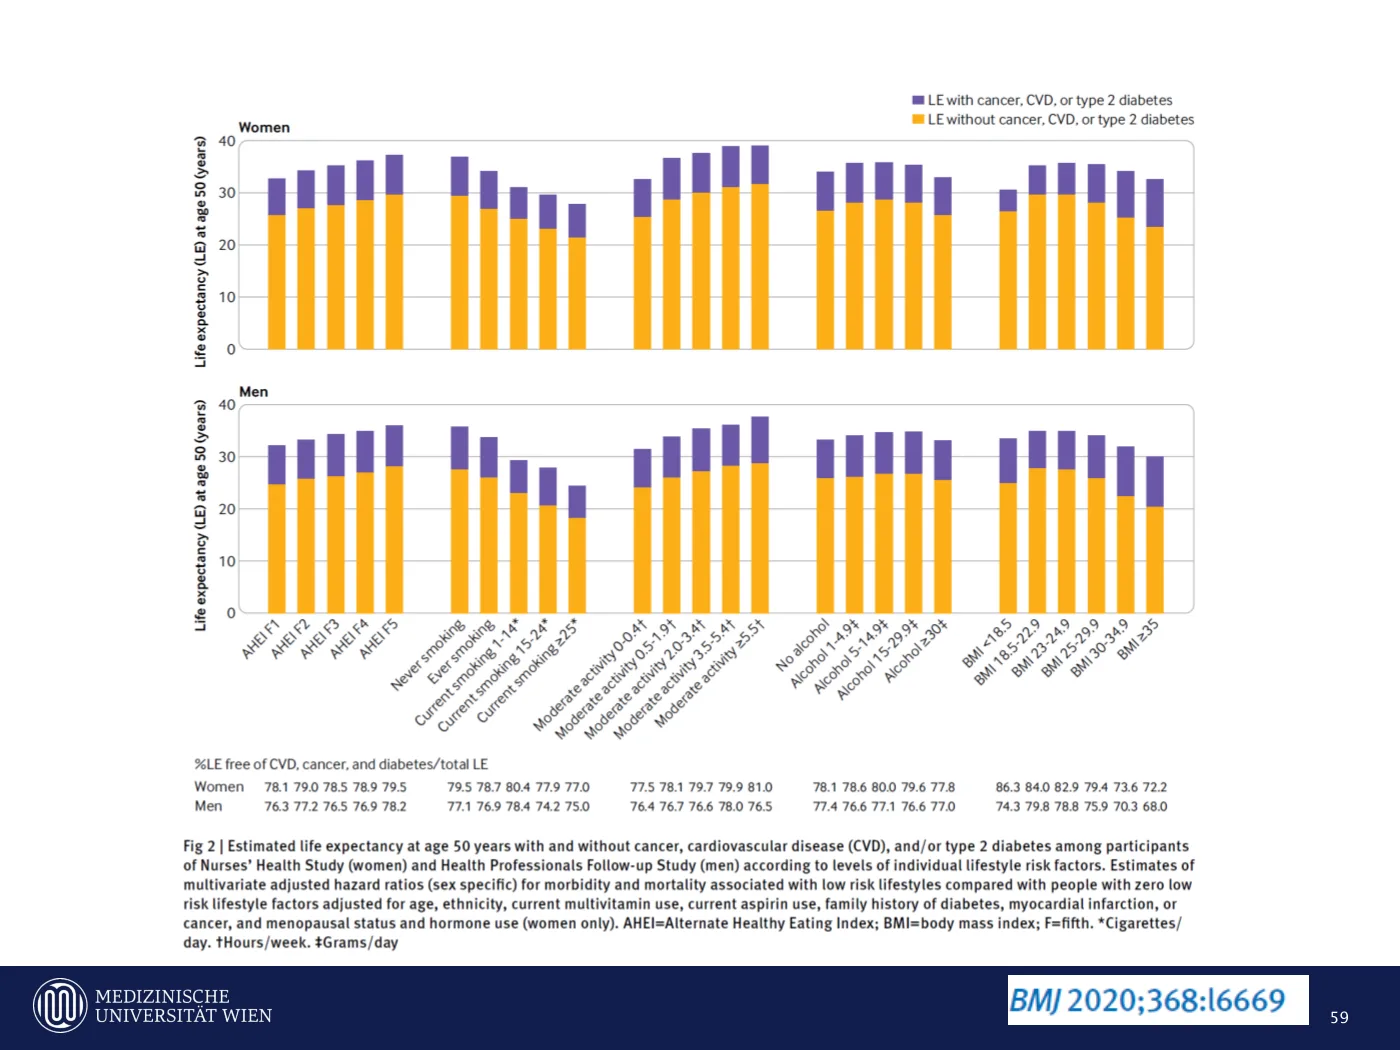 LE with cancer, CVD, or type 2 diabetes
LE without cancer, CVD, or type 2 diabetes
Women
Life expectancy (LE) at age 50 (years)
40
30
20
10
0
Men
Life expectancy (LE) at age 50 (years)
40
30
20
10
0
AHEI F1
AHEI F2
AHEI F3
AHEI F4
AHEI F5
Never smoking
Ever smoking
Current smoking 1-14*
Current smoking 15-24*
Current smoking ≥25*
Moderate activity 0-0.4†
Moderate activity 0.5-1.9†
Moderate activity 2.0-3.4†
Moderate activity 3.5-5.4†
Moderate activity ≥5.5†
No alcohol
Alcohol 1-4.9‡
Alcohol 5-14.9‡
Alcohol 15-29.9‡
Alcohol ≥30‡
BMI <18.5
BMI 18.5-22.9
BMI 23-24.9
BMI 25-29.9
BMI 30-34.9
BMI ≥35
%LE free of CVD, cancer, and diabetes/total LE
Women 78.1 79.0 78.5 78.9 79.5 79.5 78.7 80.4 77.9 77.0 77.5 78.1 79.7 79.9 81.0 78.1 78.6 80.0 79.6 77.8 86.3 84.0 82.9 79.4 73.6 72.2
Men 76.3 77.2 76.5 76.9 78.2 77.1 76.9 78.4 74.2 75.0 76.4 76.7 76.6 78.0 76.5 77.4 76.6 77.1 76.6 77.0 74.3 79.8 78.8 75.9 70.3 68.0
Fig 2 | Estimated life expectancy at age 50 years with and without cancer, cardiovascular disease (CVD), and/or type 2 diabetes among participants
of Nurses' Health Study (women) and Health Professionals Follow-up Study (men) according to levels of individual lifestyle risk factors. Estimates of
multivariate adjusted hazard ratios (sex specific) for morbidity and mortality associated with low risk lifestyles compared with people with zero low
risk lifestyle factors adjusted for age, ethnicity, current multivitamin use, current aspirin use, family history of diabetes, myocardial infarction, or
cancer, and menopausal status and hormone use (women only). AHEI=Alternate Healthy Eating Index; BMI=body mass index; F=fifth. *Cigarettes/
day. †Hours/week. ‡Grams/day
MEDIZINISCHE
UNIVERSITÄT WIEN
BMJ 2020;368:l6669
59